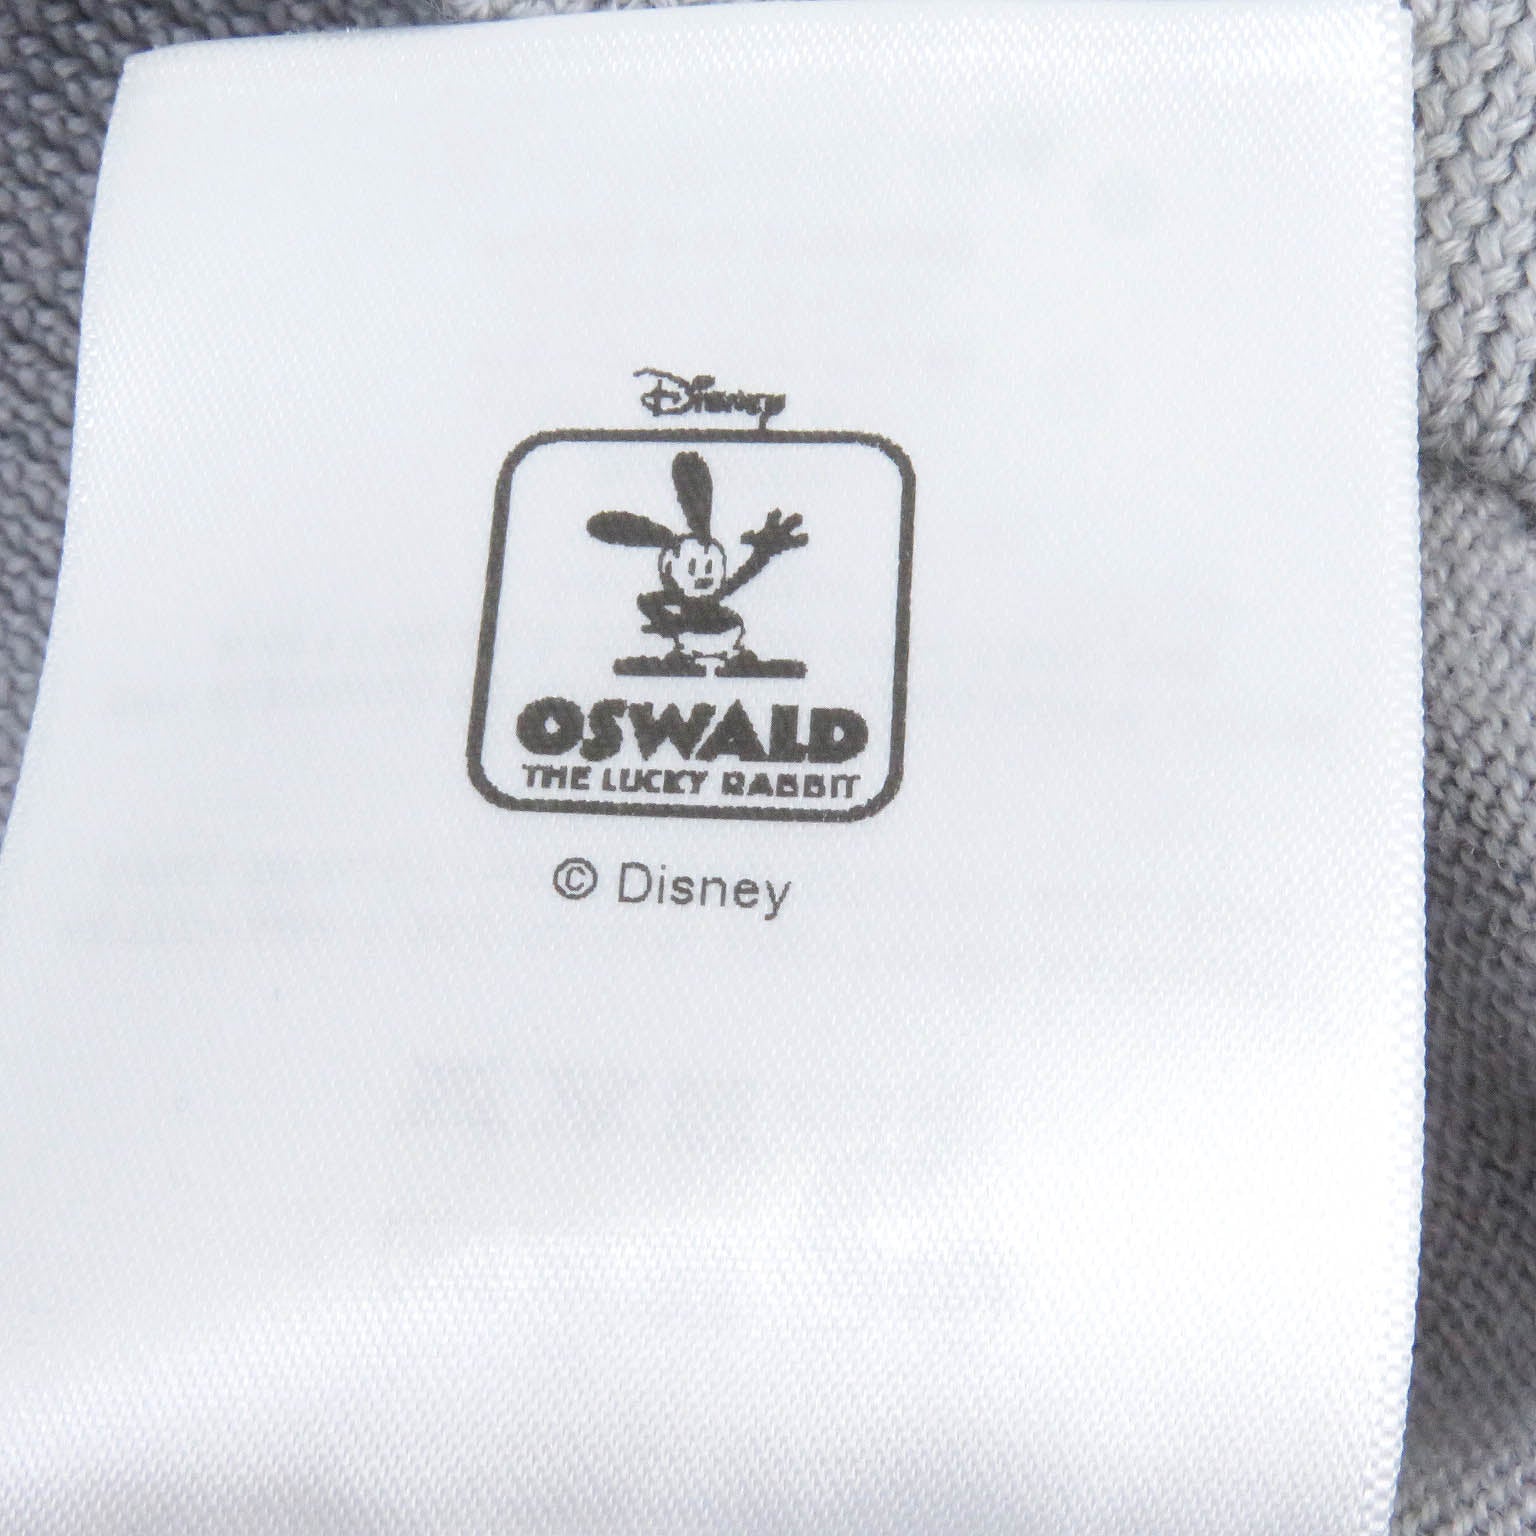 Disney
OSWALD
THE LUCKY RABBIT
© Disney